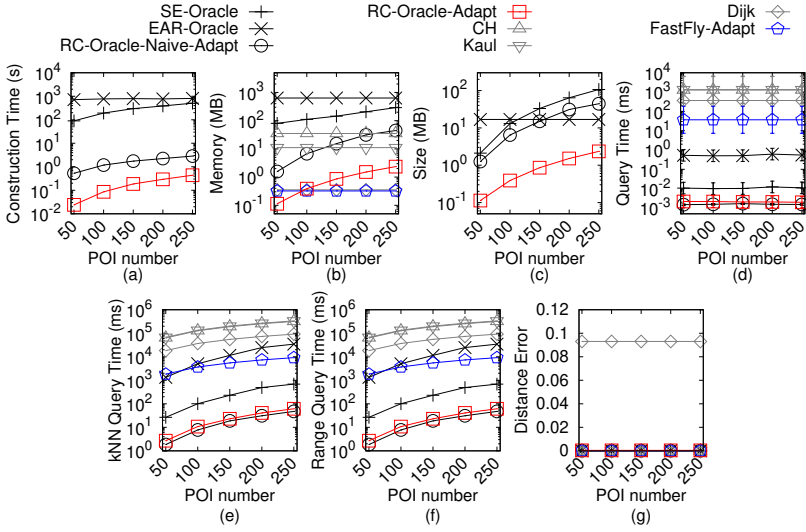 SE-Oracle
EAR-Oracle
RC-Oracle-Naive-Adapt
RC-Oracle-Adapt
CH
Kaul
Dijk
FastFly-Adapt
Construction Time (s)
10^4
10^3
10^2
10^1
10^0
10^-1
10^-2
50 100 150 200 250
POI number
(a)
Memory (MB)
10^3
10^2
10^1
10^0
10^-1
50 100 150 200 250
POI number
(b)
Size (MB)
10^2
10^1
10^0
10^-1
50 100 150 200 250
POI number
(c)
Query Time (ms)
10^4
10^3
10^2
10^1
10^0
10^-1
10^-2
10^-3
50 100 150 200 250
POI number
(d)
kNN Query Time (ms)
10^6
10^5
10^4
10^3
10^2
10^1
10^0
50 100 150 200 250
POI number
(e)
Range Query Time (ms)
10^6
10^5
10^4
10^3
10^2
10^1
10^0
50 100 150 200 250
POI number
(f)
Distance Error
0.12
0.1
0.08
0.06
0.04
0.02
0
50 100 150 200 250
POI number
(g)